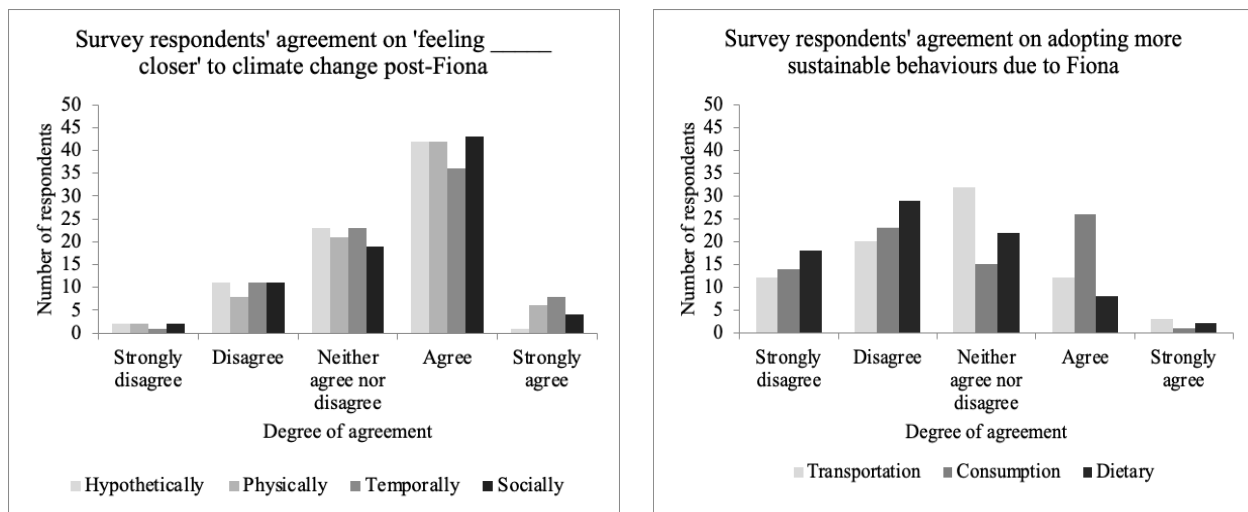 Survey respondents' agreement on 'feeling _____
closer' to climate change post-Fiona
50
45
40
35
30
25
20
15
10
5
0
Number of respondents
Strongly
disagree
Disagree
Neither
agree nor
disagree
Agree
Strongly
agree
Degree of agreement
Hypothetically Physically Temporally Socially
Survey respondents' agreement on adopting more
sustainable behaviours due to Fiona
50
45
40
35
30
25
20
15
10
5
0
Number of respondents
Strongly
disagree
Disagree
Neither
agree nor
disagree
Agree
Strongly
agree
Degree of agreement
Transportation Consumption Dietary